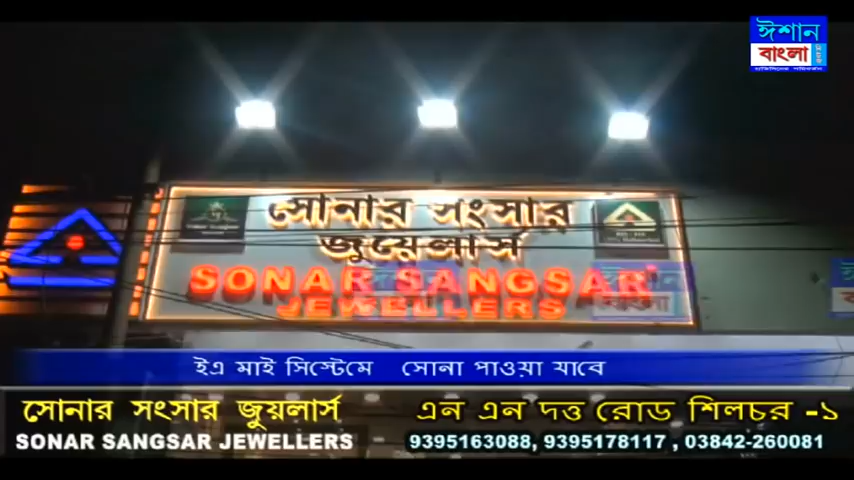 ঈশান
বাংলা
সোনার সংসার
জুয়েলার্স
SONAR SANGSAR
JEWELLERS
ইএ মাই সিস্টেমে সোনা পাওয়া যাবে
সোনার সংসার জুয়েলার্স এন এন দত্ত রোড শিলচর -১
SONAR SANGSAR JEWELLERS 9395163088, 9395178117 , 03842-260081